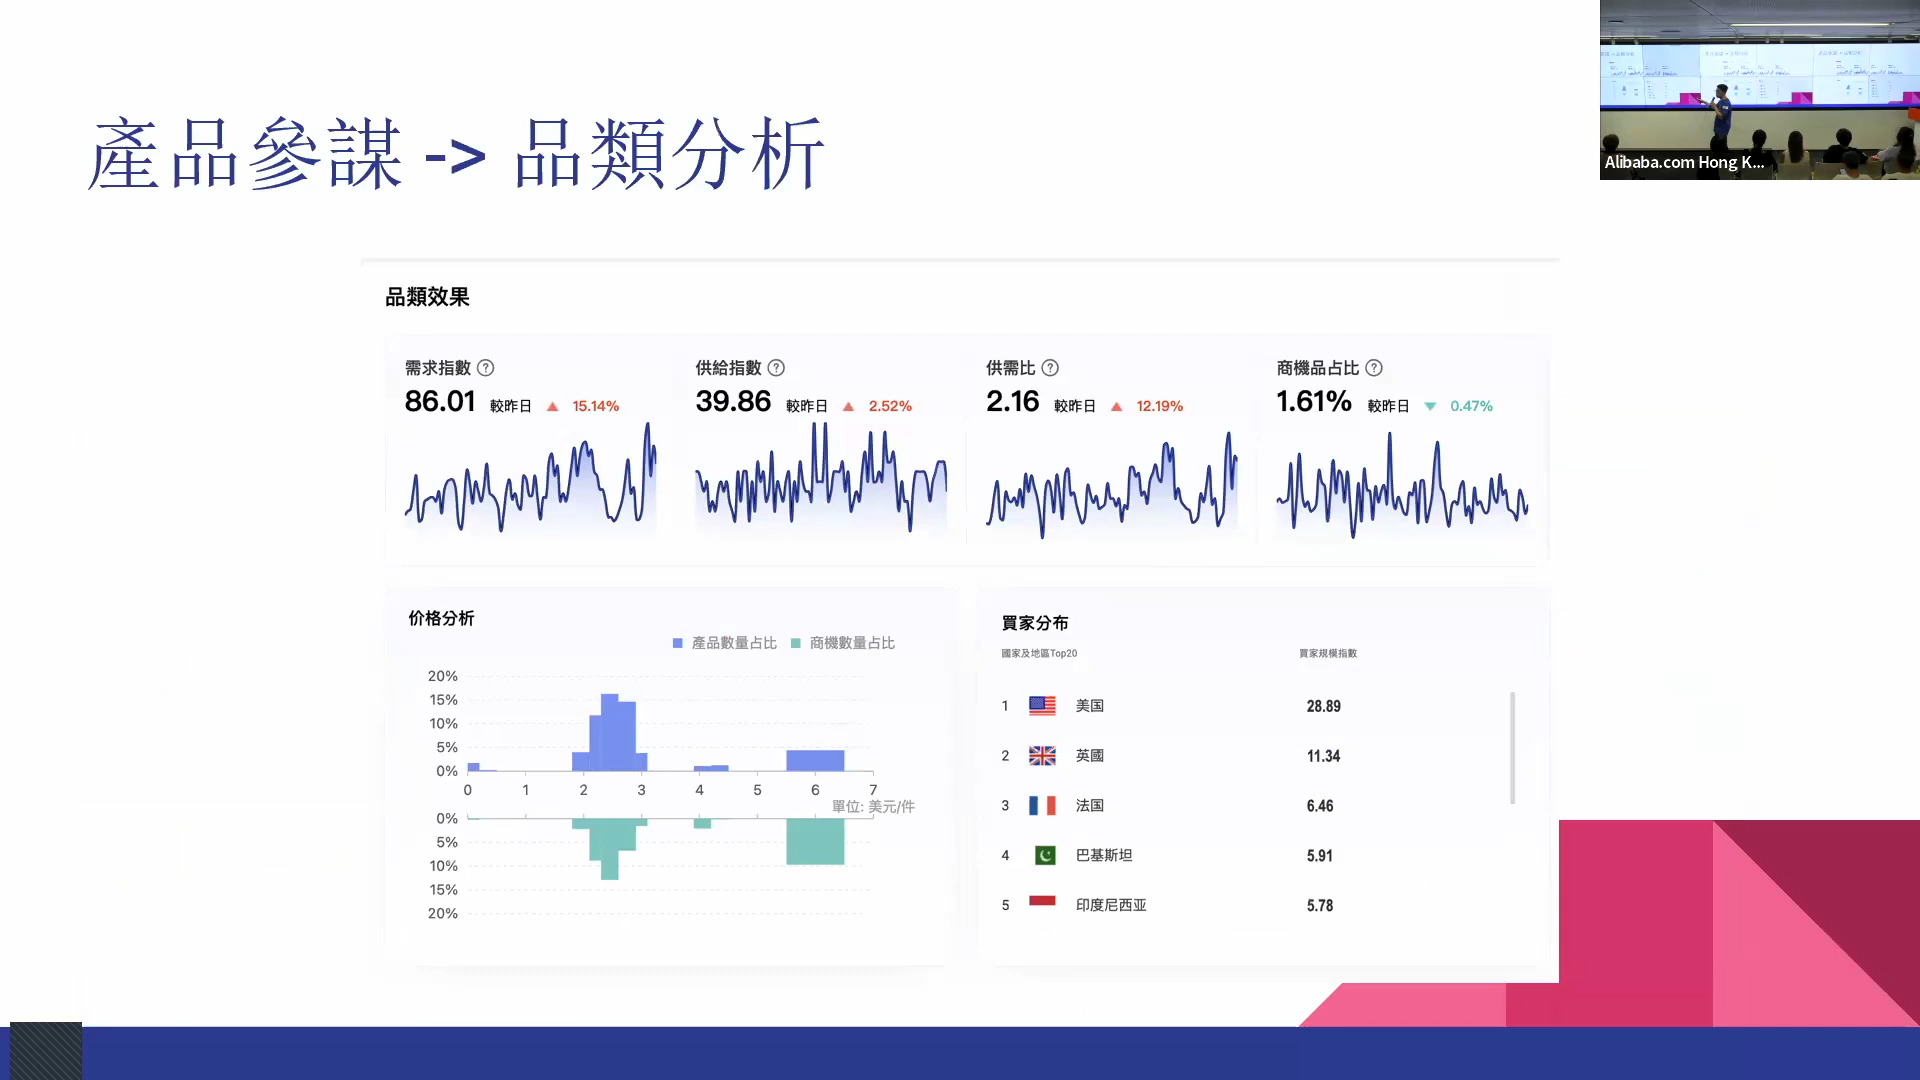 產品參謀 -> 品類分析
Alibaba.com Hong K...
品類效果
需求指數 ?
86.01 較昨日 ▲ 15.14%
供給指數 ?
39.86 較昨日 ▲ 2.52%
供需比 ?
2.16 較昨日 ▲ 12.19%
商機品占比 ?
1.61% 較昨日 ▼ 0.47%
价格分析
產品數量占比 商機數量占比
20%
15%
10%
5%
0%
0 1 2 3 4 5 6 7
單位: 美元/件
0%
5%
10%
15%
20%
買家分布
國家及地區Top20 買家規模指數
1 美国 28.89
2 英國 11.34
3 法国 6.46
4 巴基斯坦 5.91
5 印度尼西亚 5.78